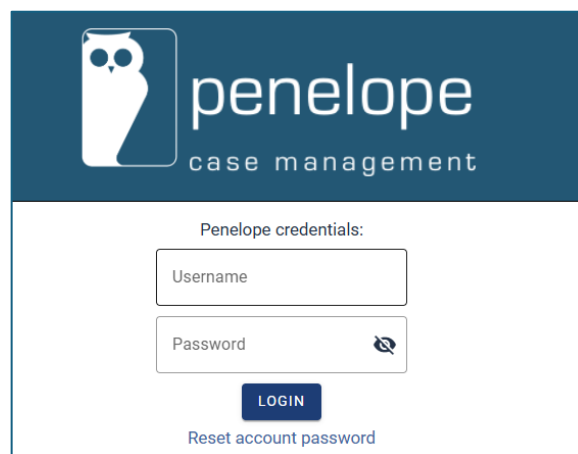 penelope
case management
Penelope credentials:
Username
Password
LOGIN
Reset account password